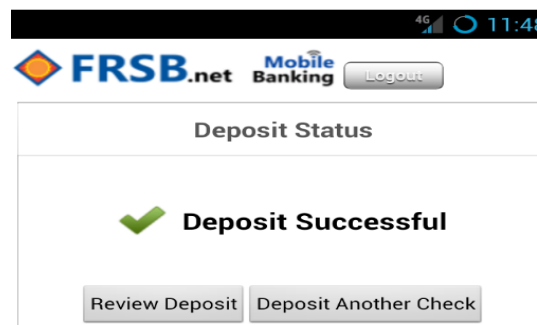 4G 11:48
FRSB.net Mobile Banking Logout
Deposit Status
Deposit Successful
Review Deposit Deposit Another Check